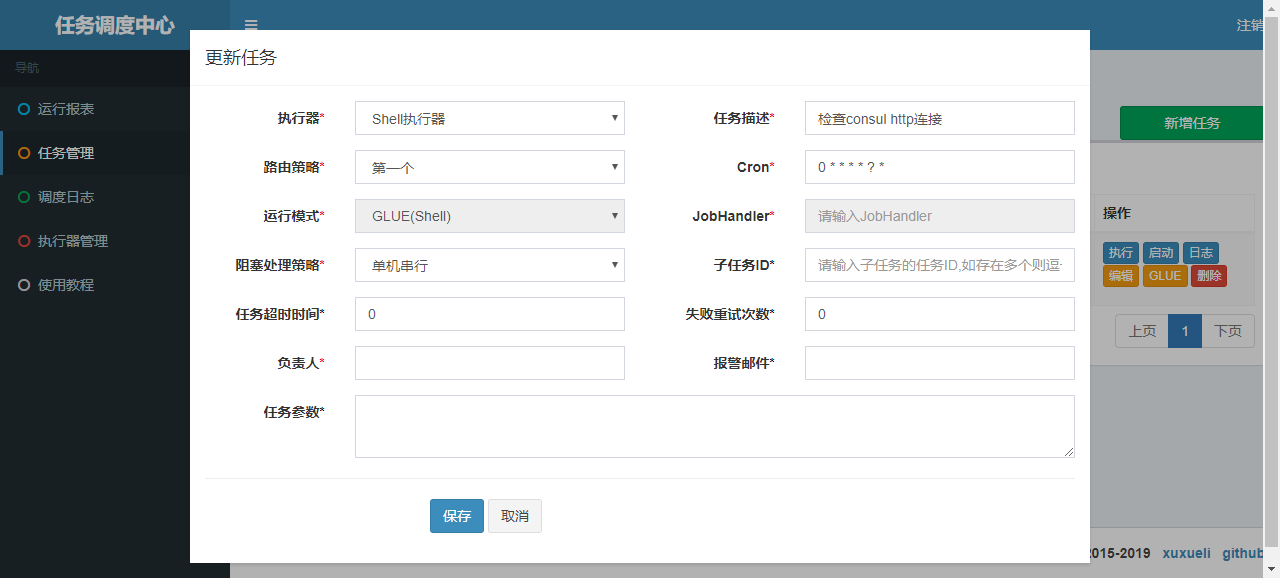 任务调度中心
注销
导航
运行报表
任务管理
调度日志
执行器管理
使用教程
更新任务
执行器* Shell执行器 任务描述* 检查consul http连接
路由策略* 第一个 Cron* 0 * * * * ? *
运行模式* GLUE(Shell) JobHandler* 请输入JobHandler
阻塞处理策略* 单机串行 子任务ID* 请输入子任务的任务ID,如存在多个则逗
任务超时时间* 0 失败重试次数* 0
负责人* 报警邮件*
任务参数*
保存 取消
新增任务
操作
执行 启动 日志
编辑 GLUE 删除
上页 1 下页
2015-2019 xuxueli github